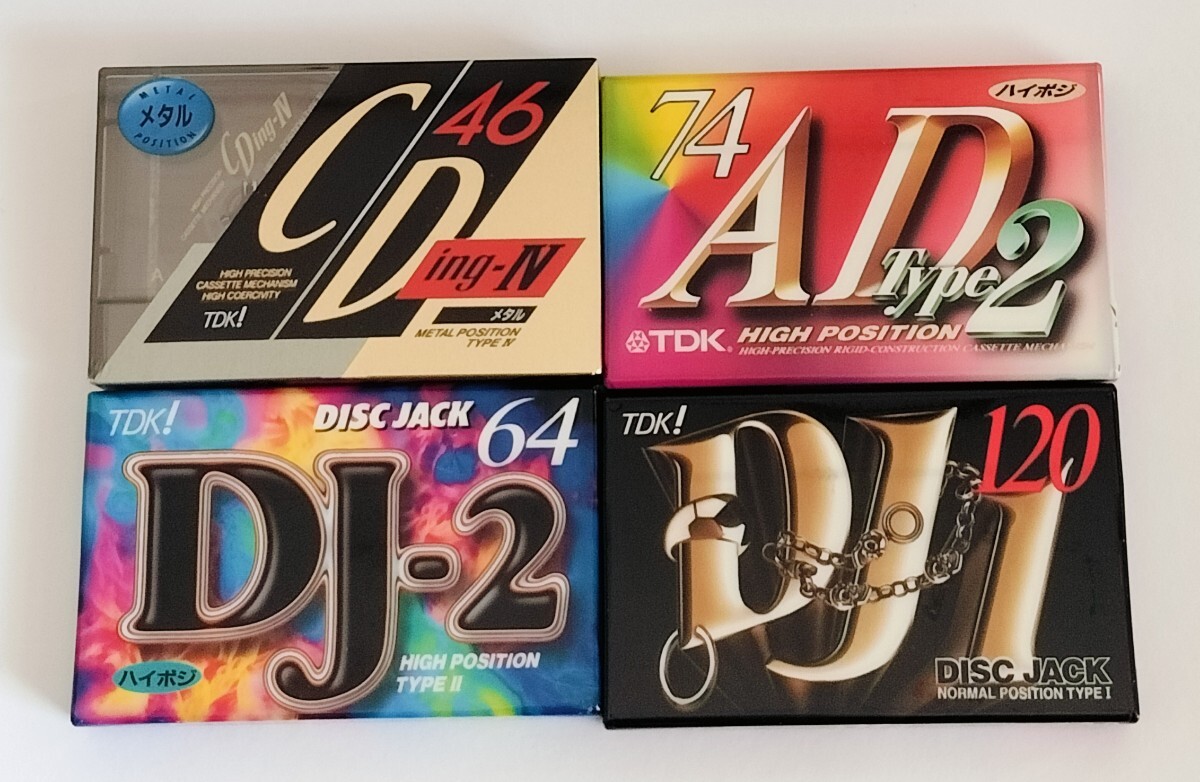 METAL
メタル
POSITION
CDing-IV
CD
46
ing-IV
HIGH PRECISION
CASSETTE MECHANISM
HIGH COERCIVITY
TDK!
メタル
METAL POSITION
TYPE IV
ハイポジ
74
AD
Type2
TDK HIGH POSITION
HIGH-PRECISION RIGID-CONSTRUCTION CASSETTE
TDK!
DISC JACK 64
DJ-2
ハイポジ
HIGH POSITION
TYPE II
TDK!
120
DJ1
DISC JACK
NORMAL POSITION TYPE I